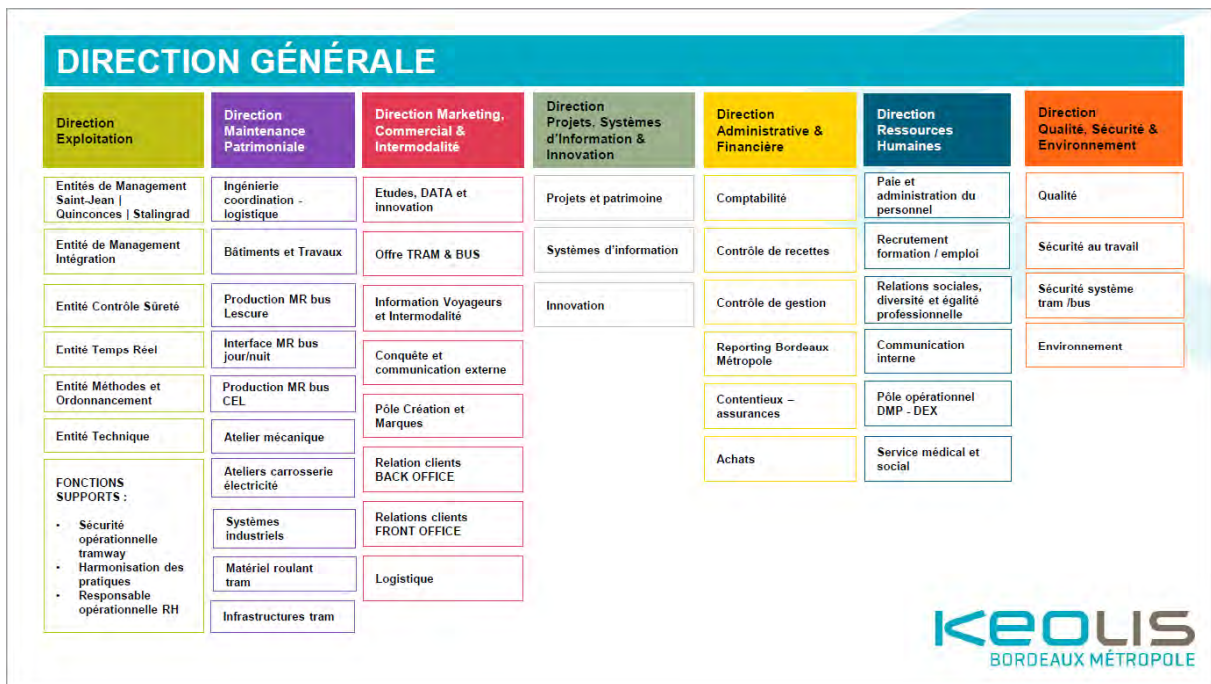 DIRECTION GÉNÉRALE
Direction
Exploitation
Entités de Management
Saint-Jean |
Quinconces | Stalingrad
Entité de Management
Intégration
Entité Contrôle Sûreté
Entité Temps Réel
Entité Méthodes et
Ordonnancement
Entité Technique
FONCTIONS
SUPPORTS :
• Sécurité
opérationnelle
tramway
• Harmonisation des
pratiques
• Responsable
opérationnelle RH
Direction
Maintenance
Patrimoniale
Ingénierie
coordination -
logistique
Bâtiments et Travaux
Production MR bus
Lescure
Interface MR bus
jour/nuit
Production MR bus
CEL
Atelier mécanique
Ateliers carrosserie
électricité
Systèmes
industriels
Matériel roulant
tram
Infrastructures tram
Direction Marketing,
Commercial &
Intermodalité
Etudes, DATA et
innovation
Offre TRAM & BUS
Information Voyageurs
et Intermodalité
Conquête et
communication externe
Pôle Création et
Marques
Relation clients
BACK OFFICE
Relations clients
FRONT OFFICE
Logistique
Direction
Projets, Systèmes
d'Information &
Innovation
Projets et patrimoine
Systèmes d'information
Innovation
Direction
Administrative &
Financière
Comptabilité
Contrôle de recettes
Contrôle de gestion
Reporting Bordeaux
Métropole
Contentieux –
assurances
Achats
Direction
Ressources
Humaines
Paie et
administration du
personnel
Recrutement
formation / emploi
Relations sociales,
diversité et égalité
professionnelle
Communication
interne
Pôle opérationnel
DMP - DEX
Service médical et
social
Direction
Qualité, Sécurité &
Environnement
Qualité
Sécurité au travail
Sécurité système
tram /bus
Environnement
KEOLIS
BORDEAUX MÉTROPOLE